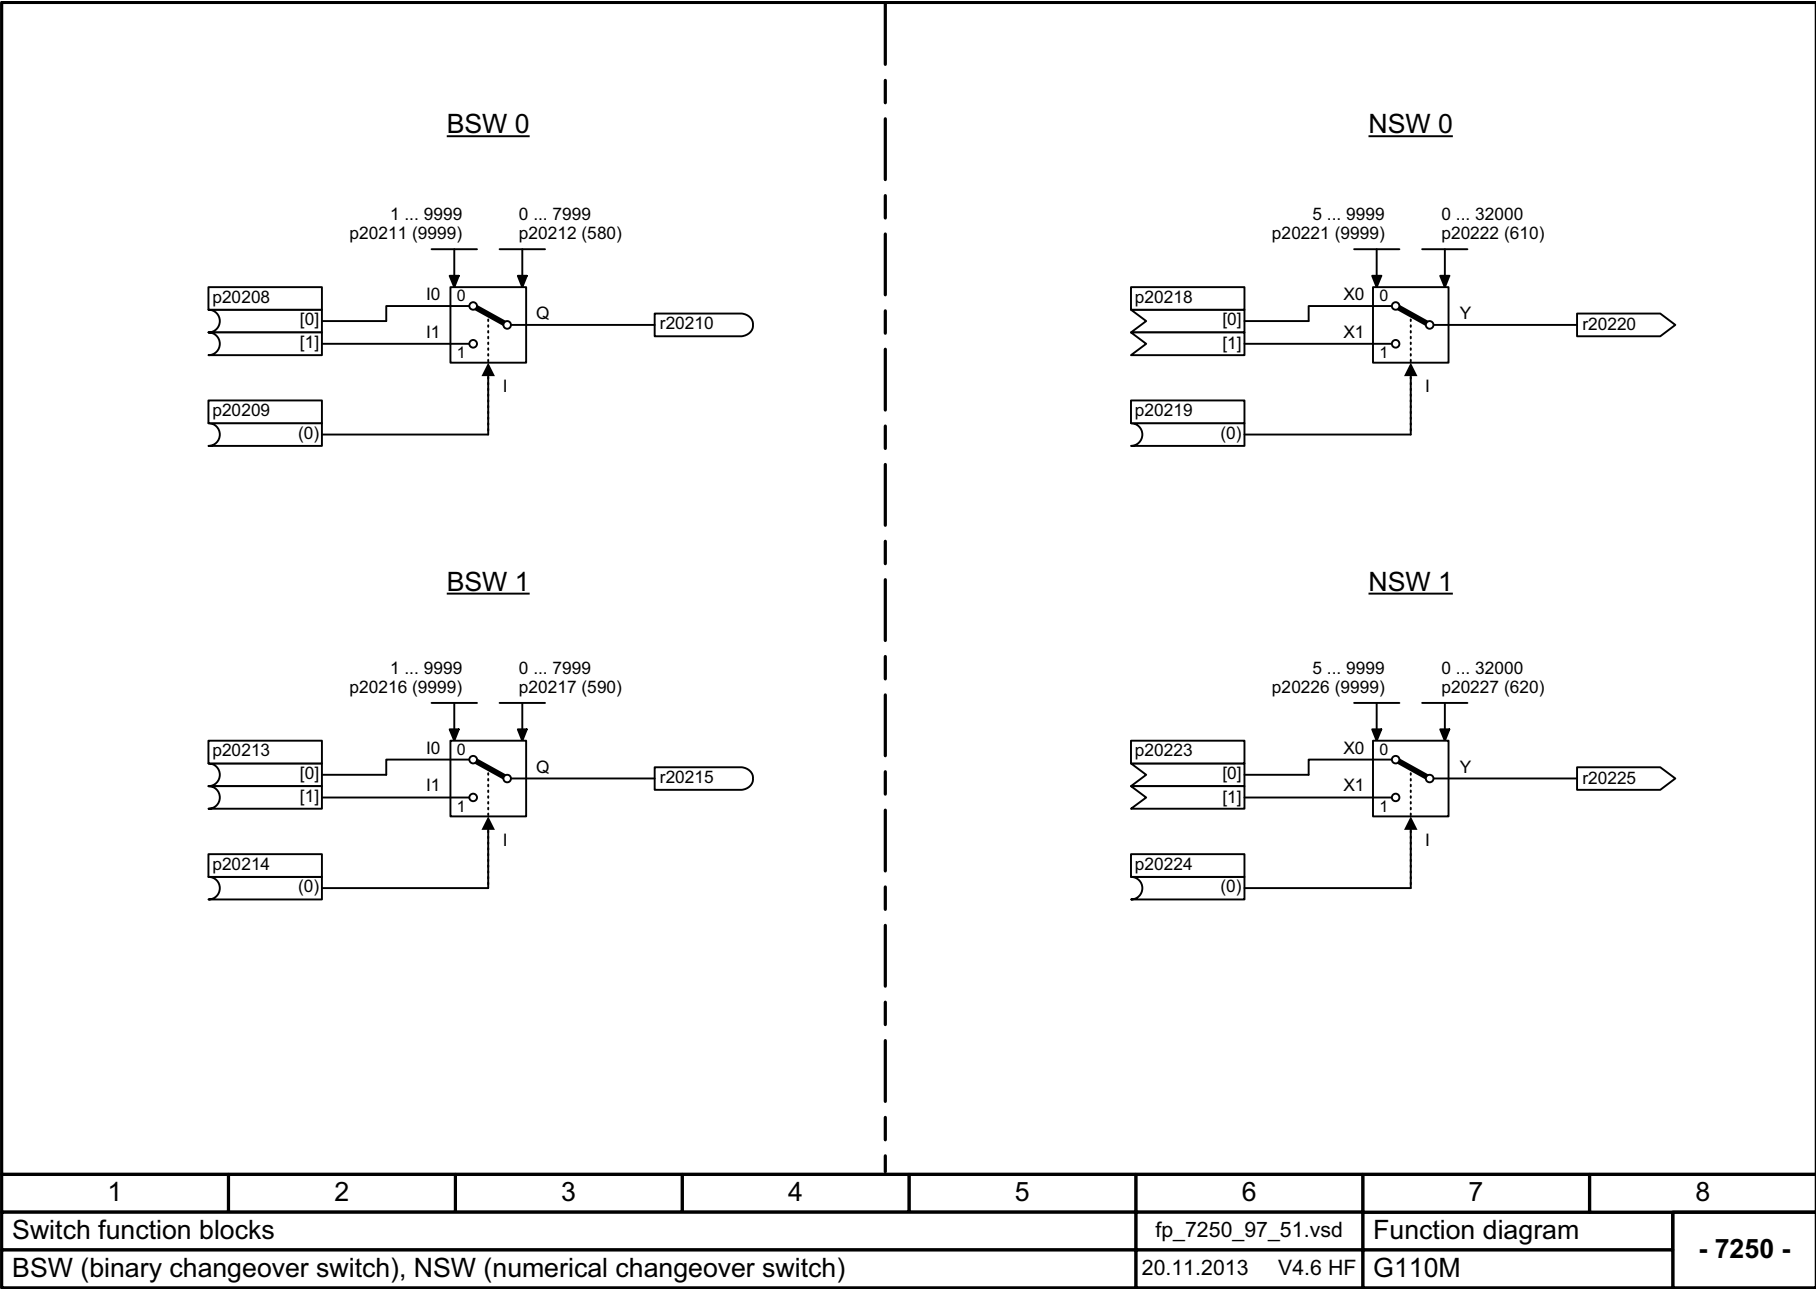 BSW 0
1 ... 9999
0 ... 7999
p20211 (9999)
p20212 (580)
p20208
[0]
[1]
I0
0
I1
1
Q
r20210
I
p20209
(0)
BSW 1
1 ... 9999
0 ... 7999
p20216 (9999)
p20217 (590)
p20213
[0]
[1]
I0
0
I1
1
Q
r20215
I
p20214
(0)
NSW 0
5 ... 9999
0 ... 32000
p20221 (9999)
p20222 (610)
p20218
[0]
[1]
X0
0
X1
1
Y
r20220
I
p20219
(0)
NSW 1
5 ... 9999
0 ... 32000
p20226 (9999)
p20227 (620)
p20223
[0]
[1]
X0
0
X1
1
Y
r20225
I
p20224
(0)
1 2 3 4 5 6 7 8
Switch function blocks
fp_7250_97_51.vsd
Function diagram
- 7250 -
BSW (binary changeover switch), NSW (numerical changeover switch)
20.11.2013 V4.6 HF
G110M